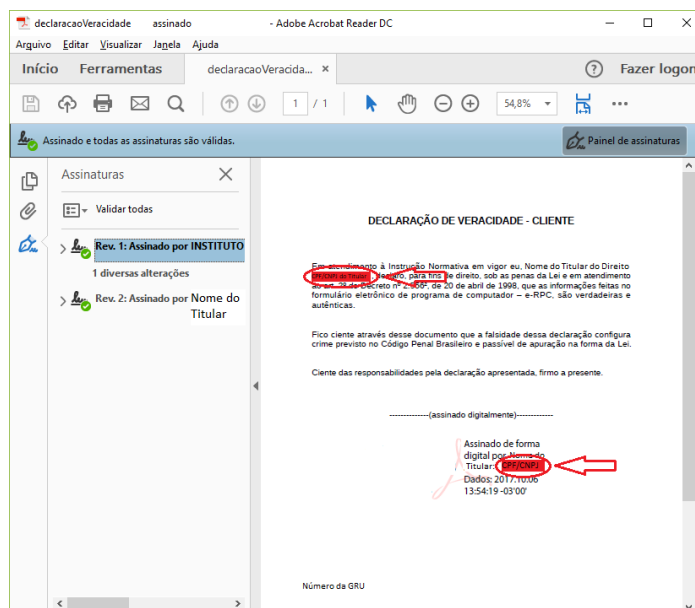 declaracaoVeracidade assinado - Adobe Acrobat Reader DC
Arquivo Editar Visualizar Janela Ajuda
Início Ferramentas declaracaoVeracida... ×
? Fazer logon
1 / 1 54,8%
Assinado e todas as assinaturas são válidas.
Painel de assinaturas
Assinaturas
Validar todas
Rev. 1: Assinado por INSTITUTO
1 diversas alterações
Rev. 2: Assinado por Nome do
Titular
DECLARAÇÃO DE VERACIDADE - CLIENTE
Em atendimento à Instrução Normativa em vigor eu, Nome do Titular do Direito
CPF/CNPJ do Titular, declaro, para fins de direito, sob as penas da Lei e em atendimento
ao art. 28 do Decreto nº 2.556, de 20 de abril de 1998, que as informações feitas no
formulário eletrônico de programa de computador – e-RPC, são verdadeiras e
autênticas.
Fico ciente através desse documento que a falsidade dessa declaração configura
crime previsto no Código Penal Brasileiro e passível de apuração na forma da Lei.
Ciente das responsabilidades pela declaração apresentada, firmo a presente.
-------------(assinado digitalmente)------------
Assinado de forma
digital por Nome do
Titular: CPF/CNPJ
Dados: 2017.10.06
13:54:19 -03'00'
Número da GRU